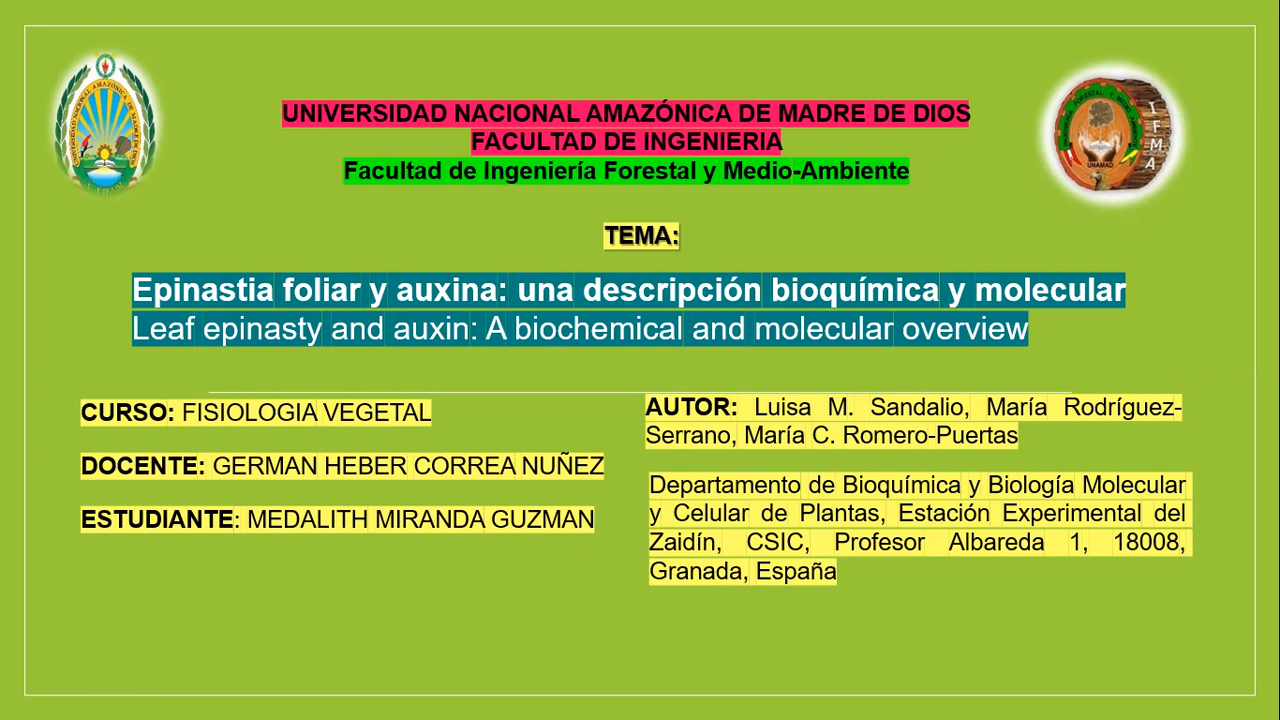 UNIVERSIDAD NACIONAL AMAZÓNICA DE MADRE DE DIOS
FACULTAD DE INGENIERIA
Facultad de Ingeniería Forestal y Medio-Ambiente
IFMA
UNAMAD
TEMA:
Epinastia foliar y auxina: una descripción bioquímica y molecular
Leaf epinasty and auxin: A biochemical and molecular overview
CURSO: FISIOLOGIA VEGETAL
DOCENTE: GERMAN HEBER CORREA NUÑEZ
ESTUDIANTE: MEDALITH MIRANDA GUZMAN
AUTOR: Luisa M. Sandalio, María Rodríguez-
Serrano, María C. Romero-Puertas
Departamento de Bioquímica y Biología Molecular
y Celular de Plantas, Estación Experimental del
Zaidín, CSIC, Profesor Albareda 1, 18008,
Granada, España